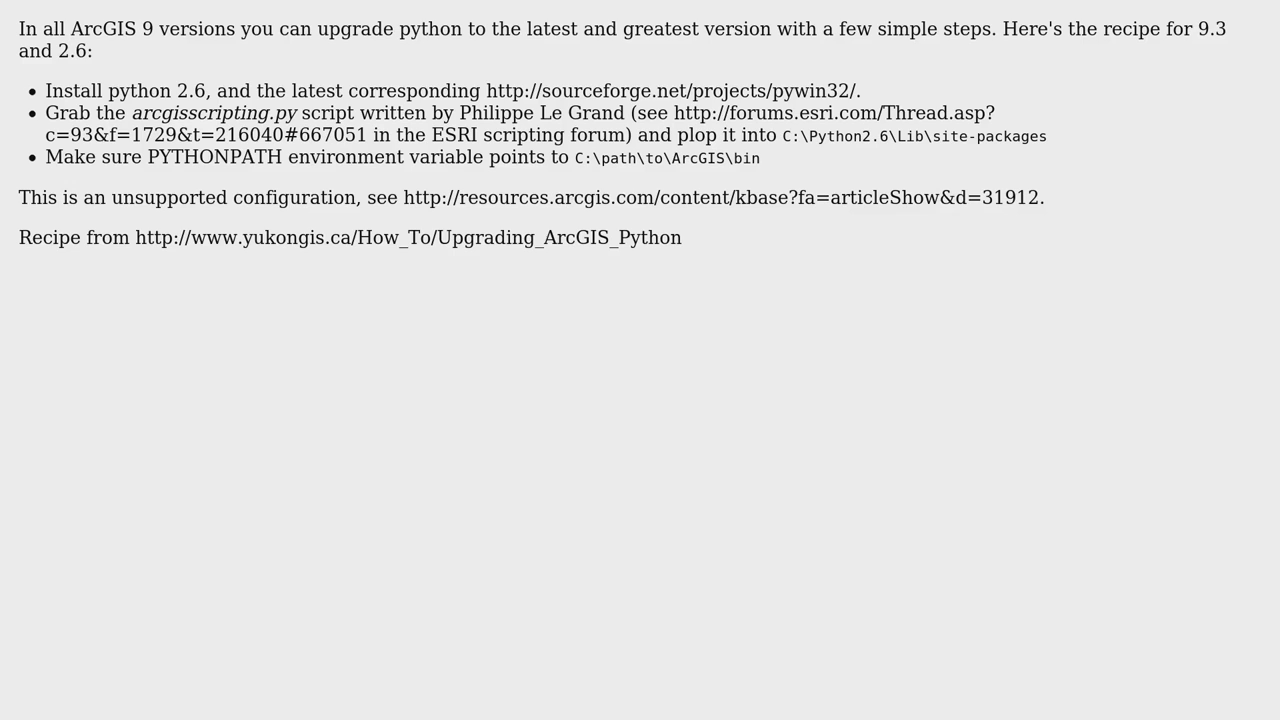 In all ArcGIS 9 versions you can upgrade python to the latest and greatest version with a few simple steps. Here's the recipe for 9.3
and 2.6:
• Install python 2.6, and the latest corresponding http://sourceforge.net/projects/pywin32/.
• Grab the arcgisscripting.py script written by Philippe Le Grand (see http://forums.esri.com/Thread.asp?
c=93&f=1729&t=216040#667051 in the ESRI scripting forum) and plop it into C:\Python2.6\Lib\site-packages
• Make sure PYTHONPATH environment variable points to C:\path\to\ArcGIS\bin
This is an unsupported configuration, see http://resources.arcgis.com/content/kbase?fa=articleShow&d=31912.
Recipe from http://www.yukongis.ca/How_To/Upgrading_ArcGIS_Python